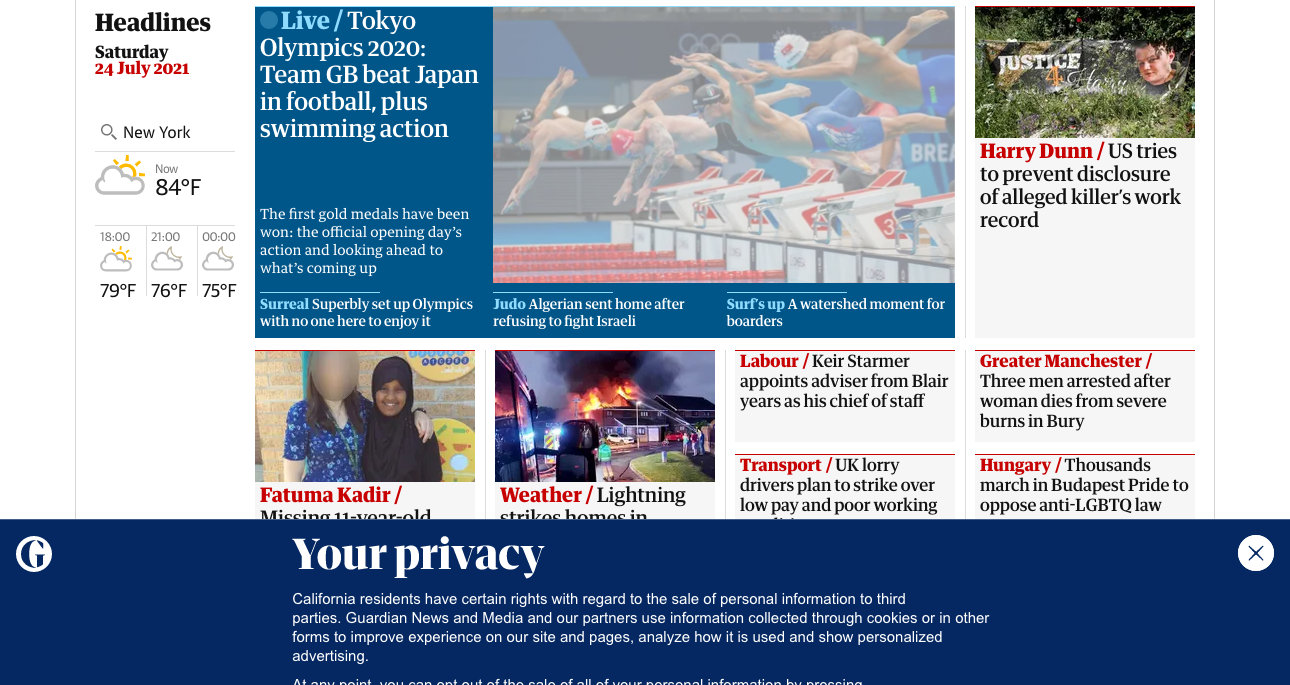 Headlines
Saturday
24 July 2021
New York
Now
84°F
18:00
21:00
00:00
79°F
76°F
75°F
Live / Tokyo
Olympics 2020:
Team GB beat Japan
in football, plus
swimming action
The first gold medals have been
won: the official opening day's
action and looking ahead to
what's coming up
Surreal Superbly set up Olympics
with no one here to enjoy it
Judo Algerian sent home after
refusing to fight Israeli
Surf's up A watershed moment for
boarders
BREA
3
JUSTICE
4
Harry
Harry Dunn / US tries
to prevent disclosure
of alleged killer's work
record
Fatuma Kadir /
Missing 11-year-old
Weather / Lightning
strikes homes in
Labour / Keir Starmer
appoints adviser from Blair
years as his chief of staff
Transport / UK lorry
drivers plan to strike over
low pay and poor working
Greater Manchester /
Three men arrested after
woman dies from severe
burns in Bury
Hungary / Thousands
march in Budapest Pride to
oppose anti-LGBTQ law
G
Your privacy
California residents have certain rights with regard to the sale of personal information to third
parties. Guardian News and Media and our partners use information collected through cookies or in other
forms to improve experience on our site and pages, analyze how it is used and show personalized
advertising.
At any point, you can opt out of the sale of all of your personal information by pressing